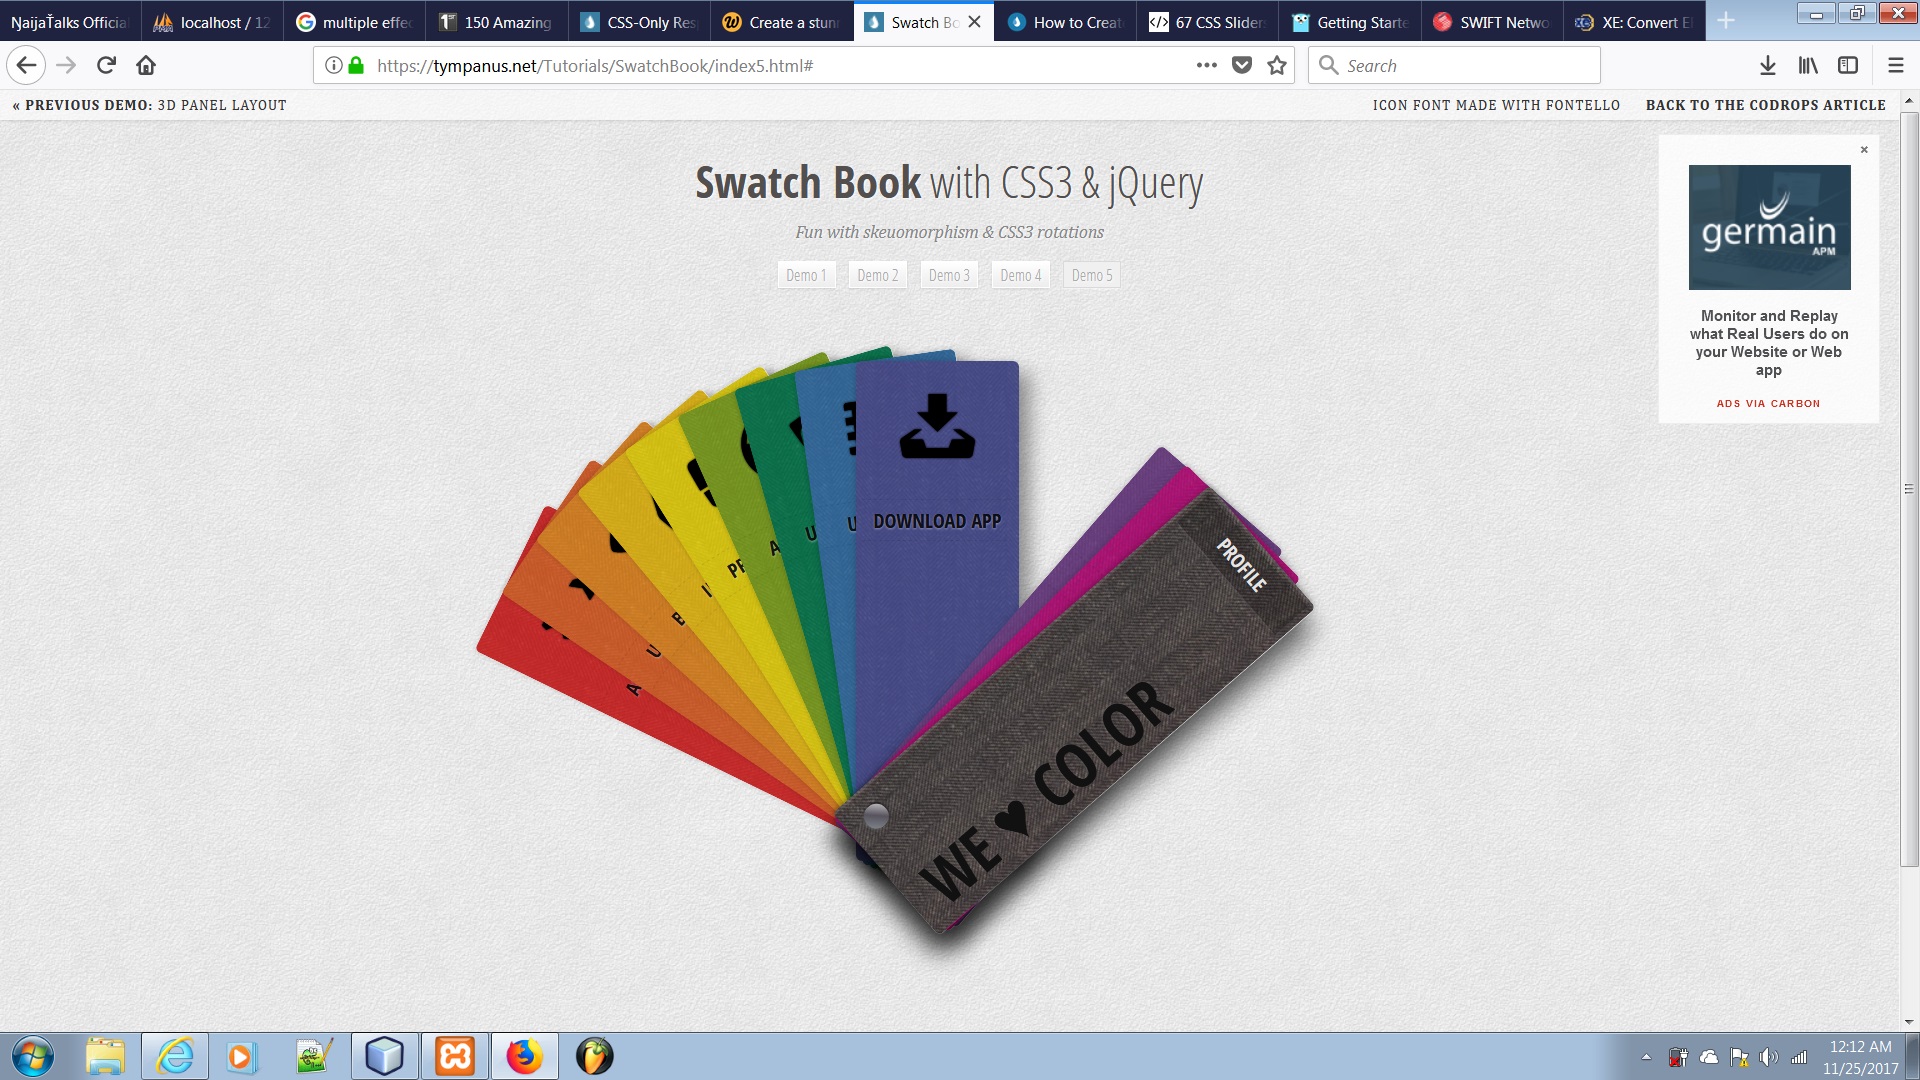 NaijaŤalks Officia
localhost / 12
multiple effec
150 Amazing
CSS-Only Res
Create a stun
Swatch Bo
How to Creat
67 CSS Slider
Getting Starte
SWIFT Netwo
XE: Convert E
https://tympanus.net/Tutorials/SwatchBook/index5.html#
Search
« PREVIOUS DEMO: 3D PANEL LAYOUT
ICON FONT MADE WITH FONTELLO
BACK TO THE CODROPS ARTICLE
Swatch Book with CSS3 & jQuery
Fun with skeuomorphism & CSS3 rotations
Demo 1
Demo 2
Demo 3
Demo 4
Demo 5
germain
APM
Monitor and Replay
what Real Users do on
your Website or Web
app
ADS VIA CARBON
A
U
B
PR
A
U
U
DOWNLOAD APP
PROFILE
WE ♥ COLOR
12:12 AM
11/25/2017